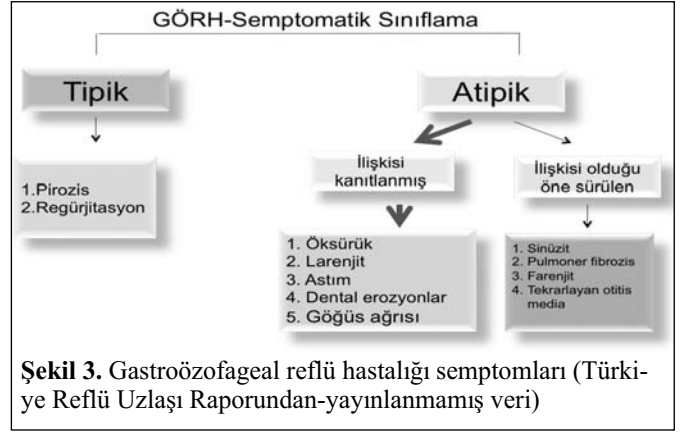 GÖRH-Semptomatik Sınıflama
Tipik
Atipik
1.Pirozis
2.Regürjitasyon
İlişkisi
kanıtlanmış
İlişkisi olduğu
öne sürülen
1. Öksürük
2. Larenjit
3. Astım
4. Dental erozyonlar
5. Göğüs ağrısı
1. Sinüzit
2. Pulmoner fibrozis
3. Farenjit
4. Tekrarlayan otitis
media
Şekil 3. Gastroözofageal reflü hastalığı semptomları (Türki-
ye Reflü Uzlaşı Raporundan-yayınlanmamış veri)